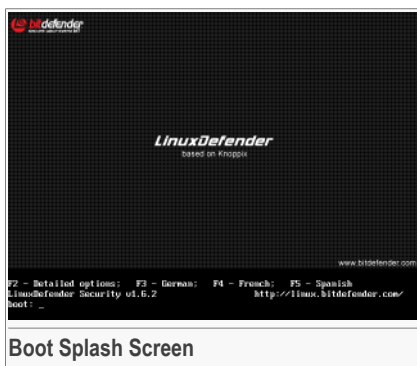 bitdefender
LinuxDefender
based on Knoppix
www.bitdefender.com
F2 - Detailed options;  F3 - German;  F4 - French;  F5 - Spanish
LinuxDefender Security v1.6.2  http://linux.bitdefender.com/
boot: _
Boot Splash Screen